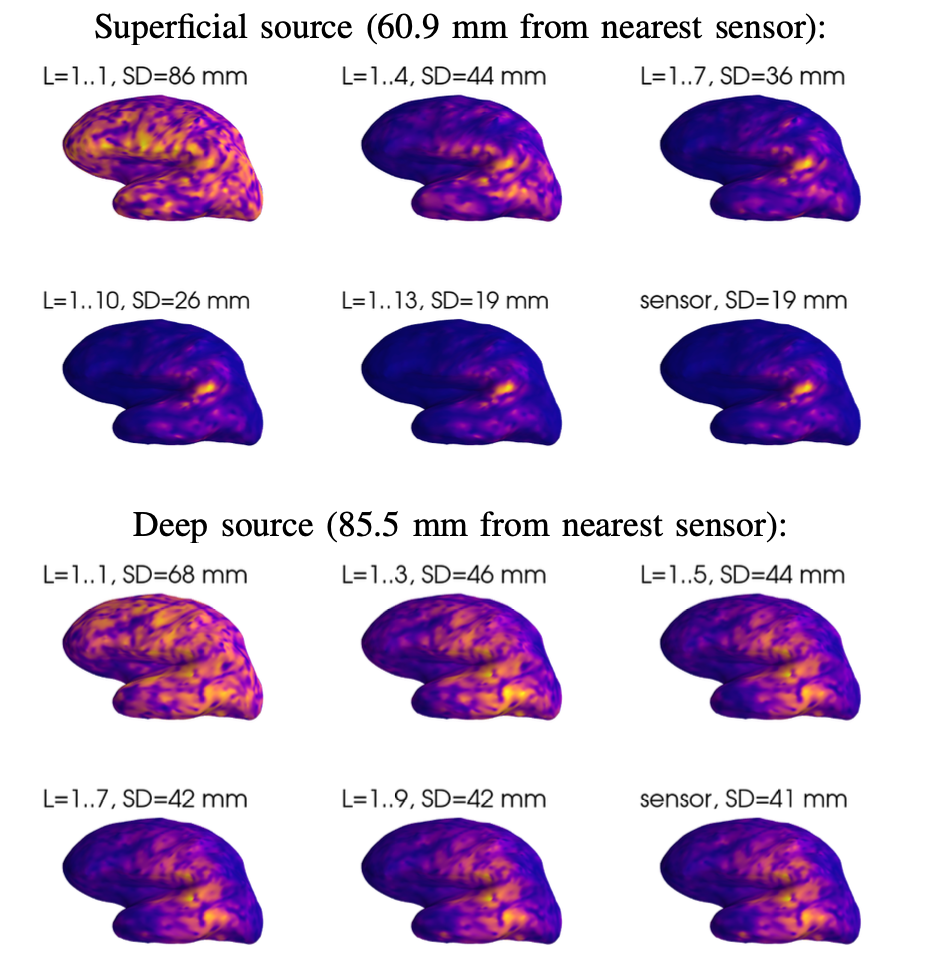 Superficial source (60.9 mm from nearest sensor):
L=1..1, SD=86 mm
L=1..4, SD=44 mm
L=1..7, SD=36 mm
L=1..10, SD=26 mm
L=1..13, SD=19 mm
sensor, SD=19 mm
Deep source (85.5 mm from nearest sensor):
L=1..1, SD=68 mm
L=1..3, SD=46 mm
L=1..5, SD=44 mm
L=1..7, SD=42 mm
L=1..9, SD=42 mm
sensor, SD=41 mm